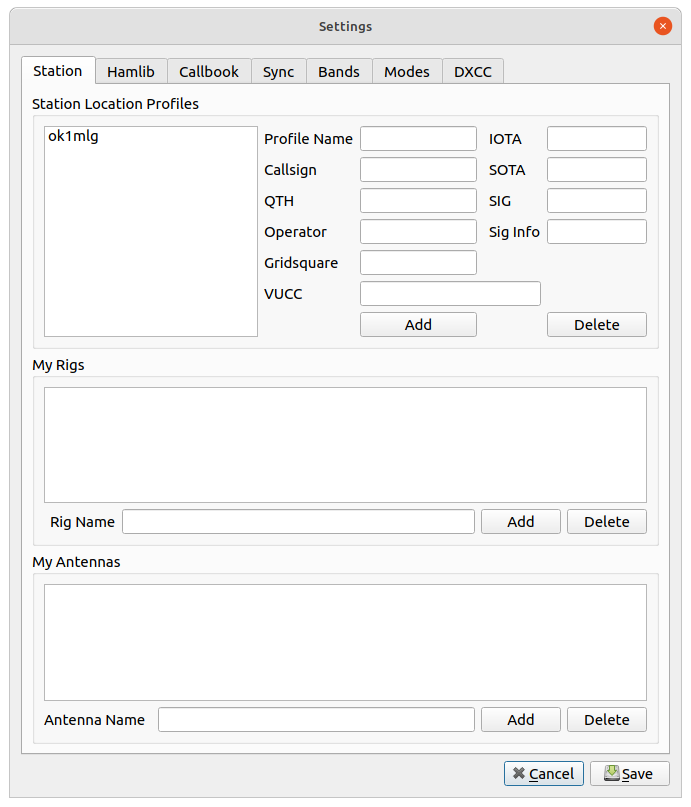 Settings
Station Hamlib Callbook Sync Bands Modes DXCC
Station Location Profiles
ok1mlg
Profile Name IOTA
Callsign SOTA
QTH SIG
Operator Sig Info
Gridsquare
VUCC
Add Delete
My Rigs
Rig Name Add Delete
My Antennas
Antenna Name Add Delete
Cancel Save